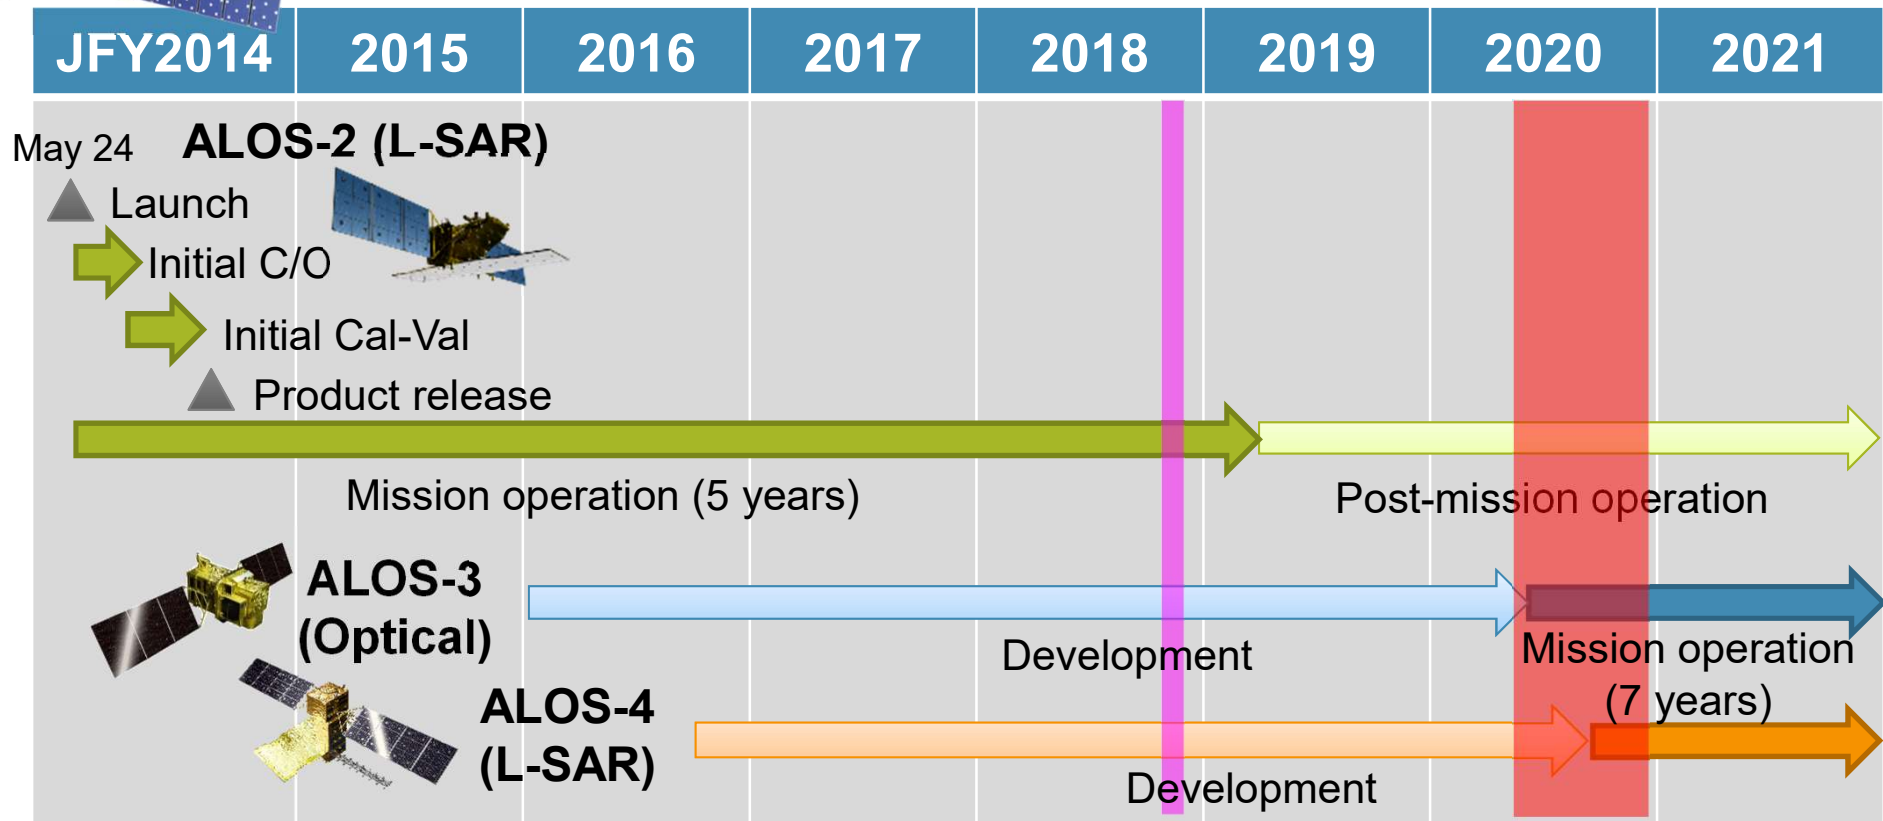 JFY2014 2015 2016 2017 2018 2019 2020 2021
May 24
ALOS-2 (L-SAR)
Launch
Initial C/O
Initial Cal-Val
Product release
Mission operation (5 years)
Post-mission operation
ALOS-3
(Optical)
Development
Mission operation
(7 years)
ALOS-4
(L-SAR)
Development